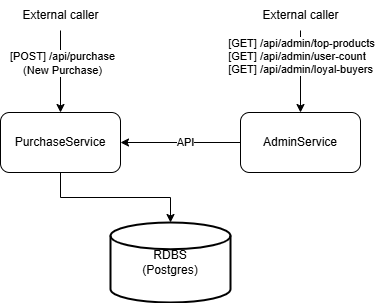 External caller
[POST] /api/purchase
(New Purchase)
External caller
[GET] /api/admin/top-products
[GET] /api/admin/user-count
[GET] /api/admin/loyal-buyers
PurchaseService
API
AdminService
RDBS
(Postgres)